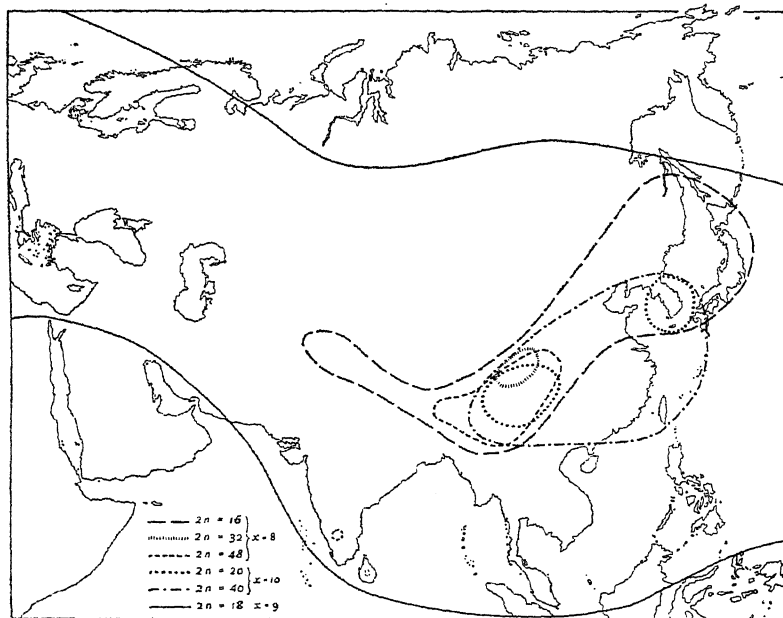 2n = 16
2n = 32 x=8
2n = 48
2n = 20
2n = 40 x=10
2n = 18 x=9